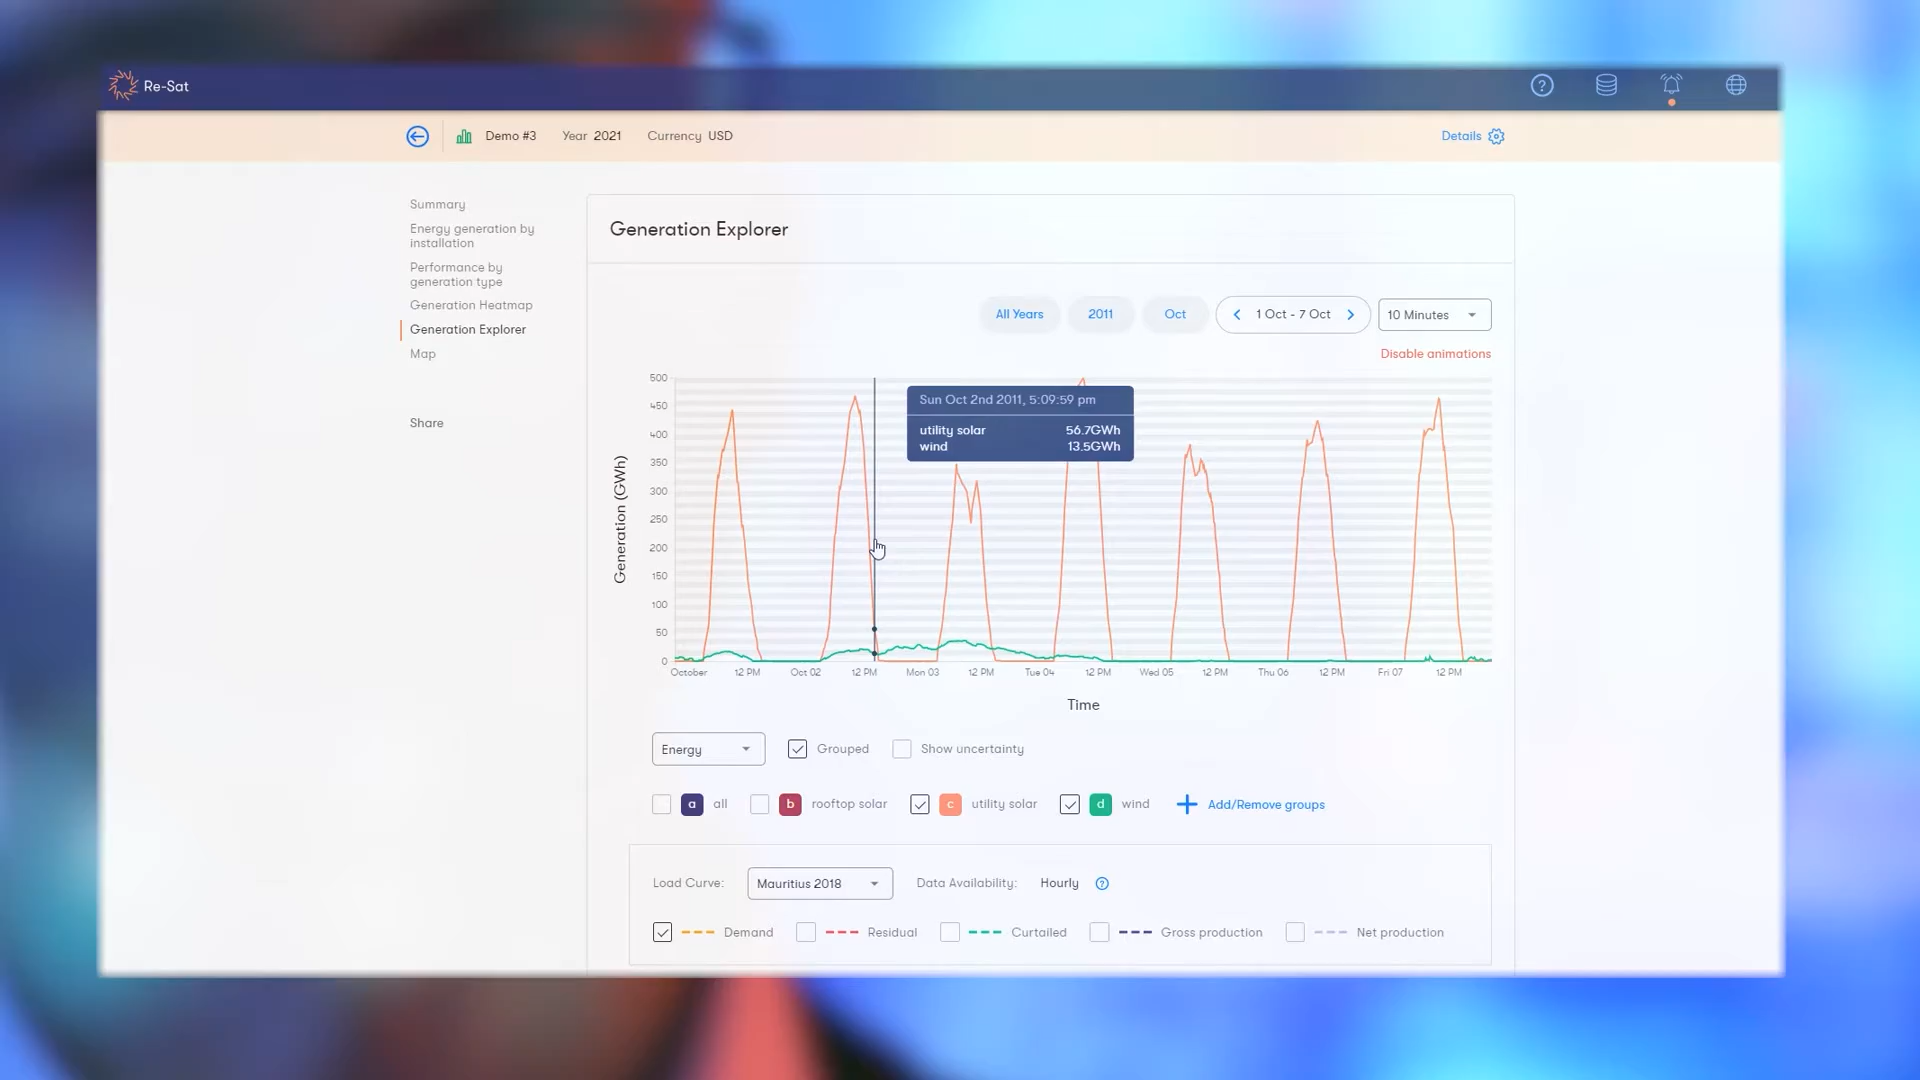 Re-Sat
?
Demo #3 Year 2021 Currency USD
Details
Summary
Energy generation by
installation
Performance by
generation type
Generation Heatmap
Generation Explorer
Map
Share
Generation Explorer
All Years 2011 Oct 1 Oct - 7 Oct 10 Minutes
Disable animations
Generation (GWh)
500
450
400
350
300
250
200
150
100
50
0
Sun Oct 2nd 2011, 5:09:59 pm
utility solar 56.7GWh
wind 13.5GWh
October 12 PM Oct 02 12 PM Mon 03 12 PM Tue 04 12 PM Wed 05 12 PM Thu 06 12 PM Fri 07 12 PM
Time
Energy Grouped Show uncertainty
a all b rooftop solar c utility solar d wind Add/Remove groups
Load Curve: Mauritius 2018 Data Availability: Hourly ?
Demand Residual Curtailed Gross production Net production